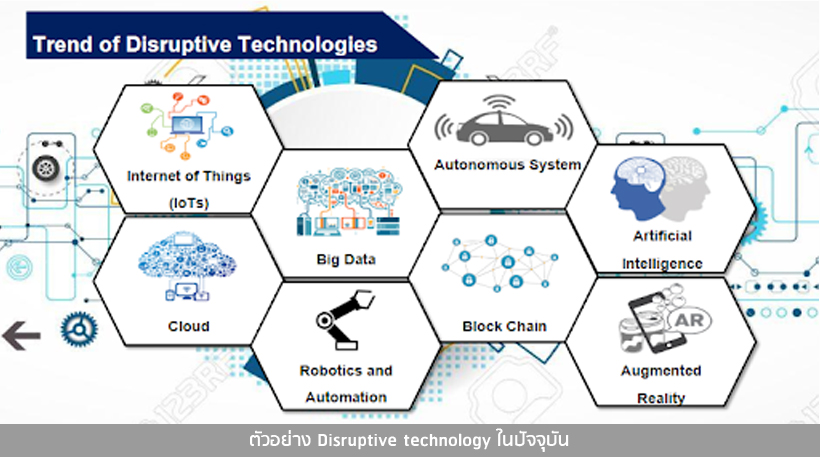 Trend of Disruptive Technologies
Internet of Things
(IoTs)
Big Data
Autonomous System
Artificial
Intelligence
Cloud
Robotics and
Automation
Block Chain
AR
Augmented
Reality
123RF
ตัวอย่าง Disruptive technology ในปัจจุบัน